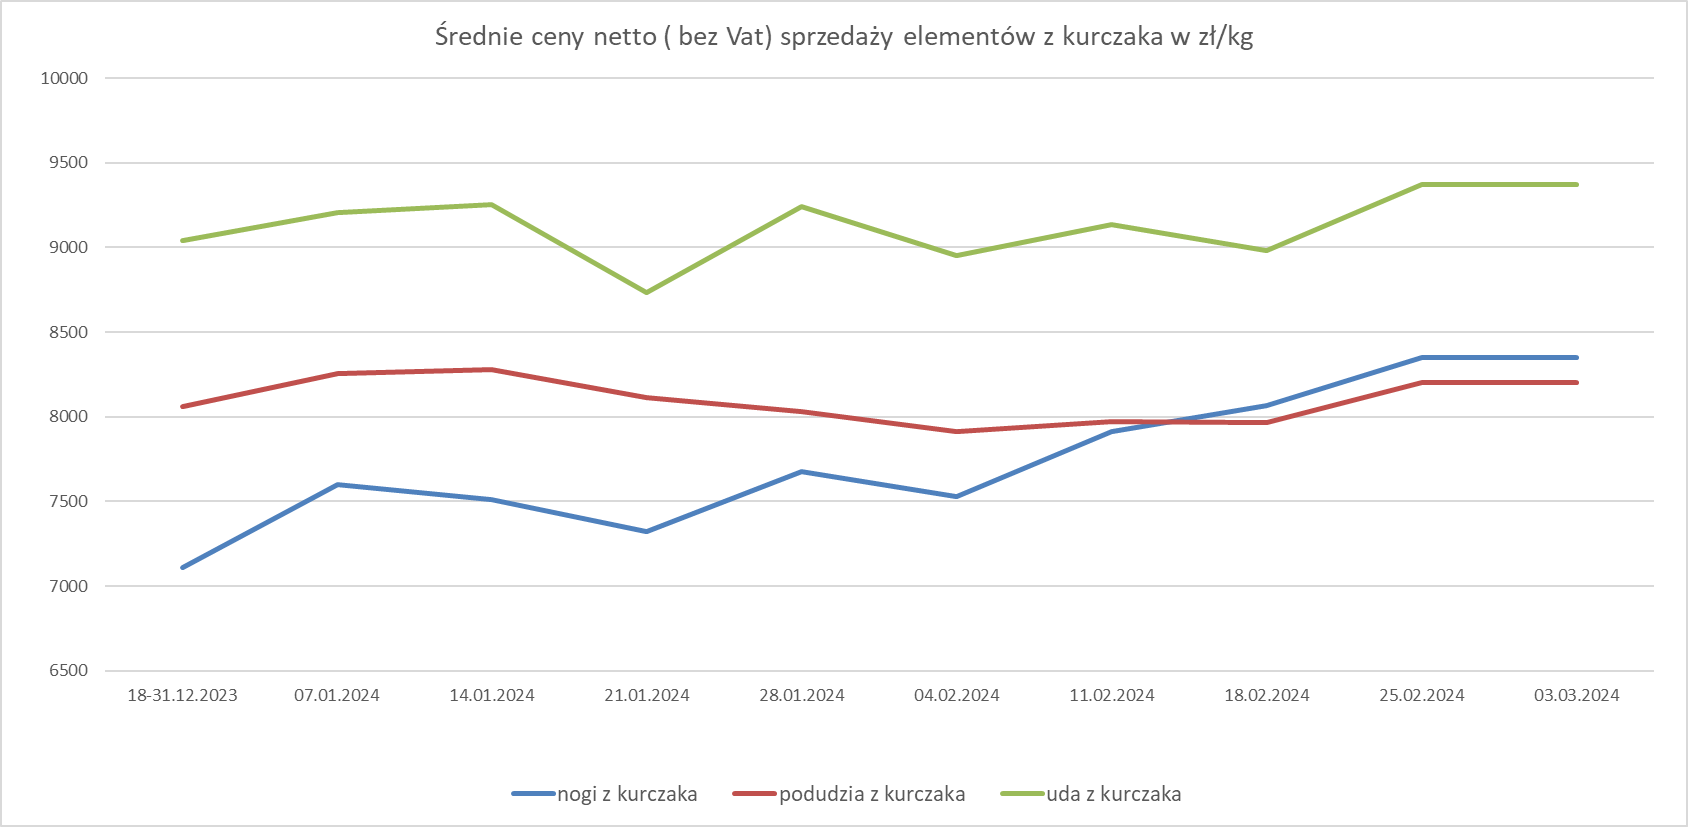 Średnie ceny netto ( bez Vat) sprzedaży elementów z kurczaka w zł/kg
10000
9500
9000
8500
8000
7500
7000
6500
18-31.12.2023 07.01.2024 14.01.2024 21.01.2024 28.01.2024 04.02.2024 11.02.2024 18.02.2024 25.02.2024 03.03.2024
nogi z kurczaka podudzia z kurczaka uda z kurczaka